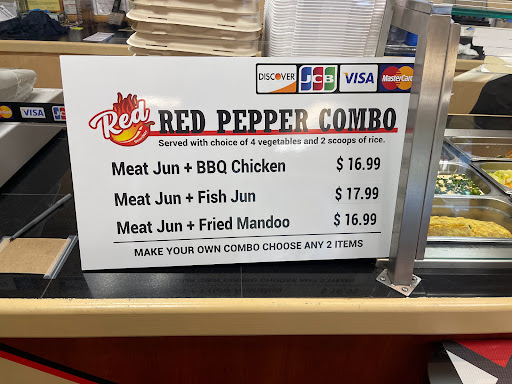 DISCOVER JCB VISA MasterCard
Red RED PEPPER COMBO
Served with choice of 4 vegetables and 2 scoops of rice.
Meat Jun + BBQ Chicken $ 16.99
Meat Jun + Fish Jun $ 17.99
Meat Jun + Fried Mandoo $ 16.99
MAKE YOUR OWN COMBO CHOOSE ANY 2 ITEMS
VISA